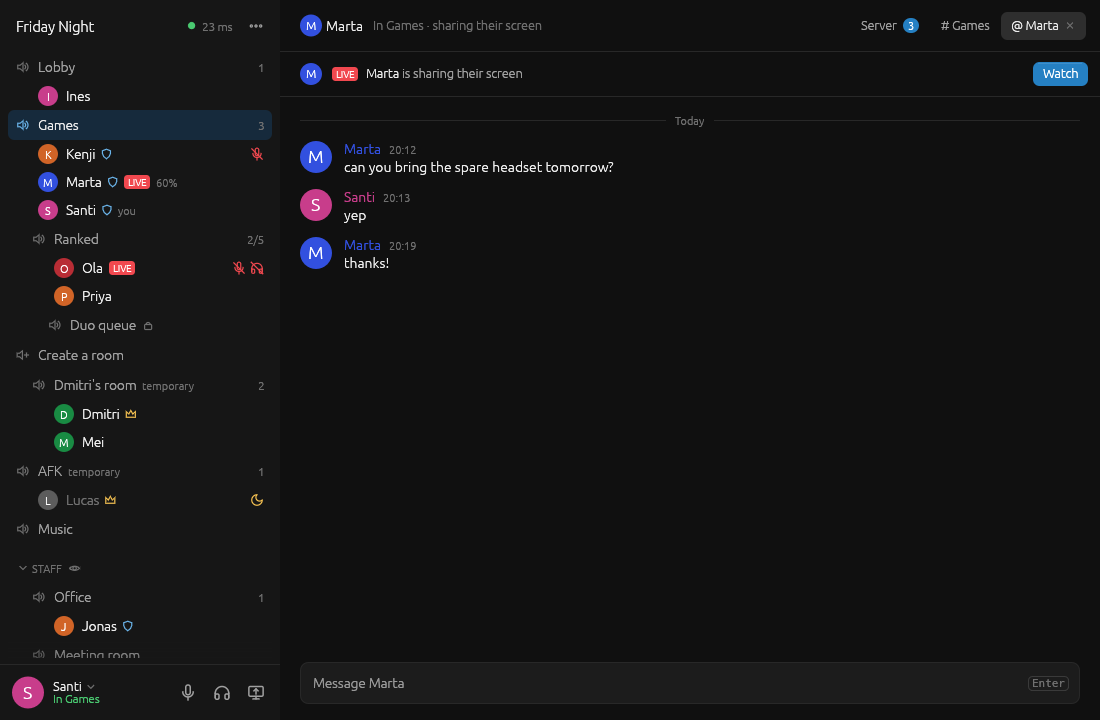 Friday Night
23 ms
Lobby
1
I
Ines
Games
3
K
Kenji
M
Marta
LIVE
60%
S
Santi
you
Ranked
2/5
O
Ola
LIVE
P
Priya
Duo queue
Create a room
Dmitri's room temporary
2
D
Dmitri
M
Mei
AFK temporary
1
L
Lucas
Music
STAFF
Office
1
J
Jonas
Meeting room
S
Santi
In Games
M
Marta
In Games · sharing their screen
Server 3
# Games
@ Marta ×
M
LIVE
Marta is sharing their screen
Watch
Today
M
Marta 20:12
can you bring the spare headset tomorrow?
S
Santi 20:13
yep
M
Marta 20:19
thanks!
Message Marta
Enter